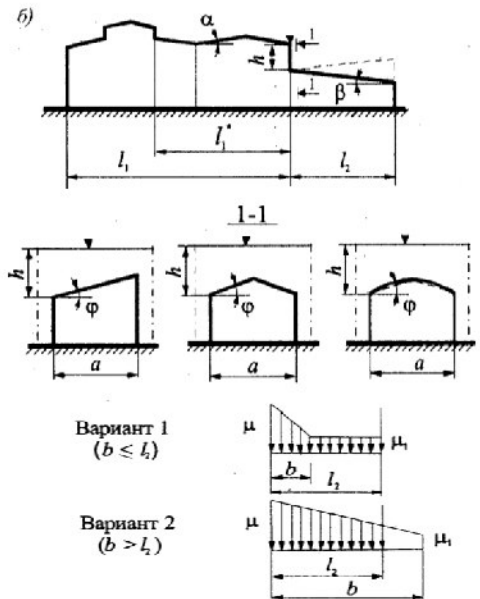 б)
α
1
h
1
β
l₁*
l₁
l₂
1-1
h
φ
a
h
φ
a
h
φ
a
Вариант 1
(b ≤ l₂)
μ
μ₁
b
l₂
Вариант 2
(b > l₂)
μ
μ₁
l₂
b